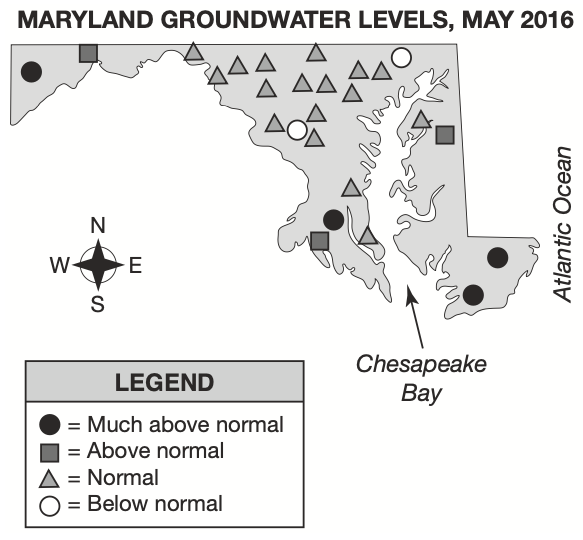 MARYLAND GROUNDWATER LEVELS, MAY 2016
Atlantic Ocean
N
W E
S
Chesapeake
Bay
LEGEND
= Much above normal
= Above normal
= Normal
= Below normal